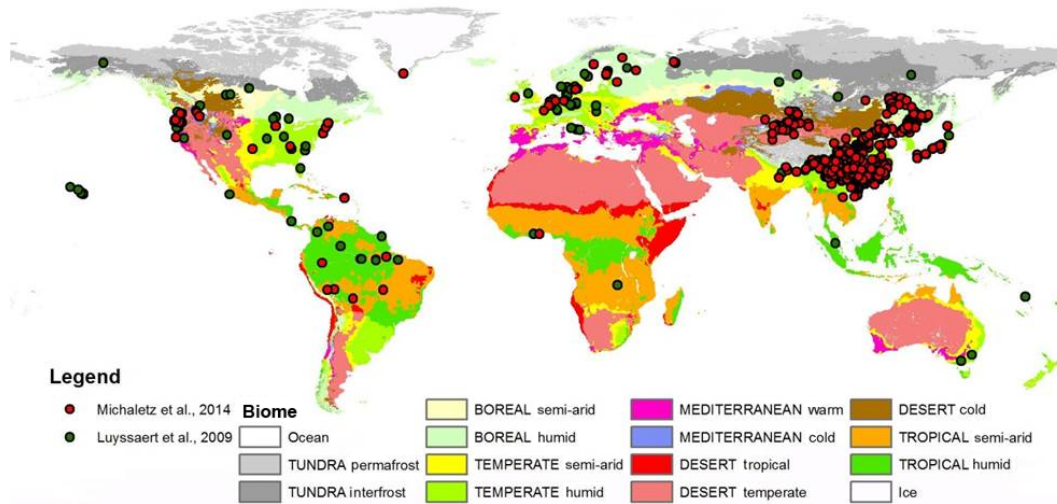 Legend
Michaletz et al., 2014
Luyssaert et al., 2009
Biome
Ocean
TUNDRA permafrost
TUNDRA interfrost
BOREAL semi-arid
BOREAL humid
TEMPERATE semi-arid
TEMPERATE humid
MEDITERRANEAN warm
MEDITERRANEAN cold
DESERT tropical
DESERT temperate
DESERT cold
TROPICAL semi-arid
TROPICAL humid
Ice